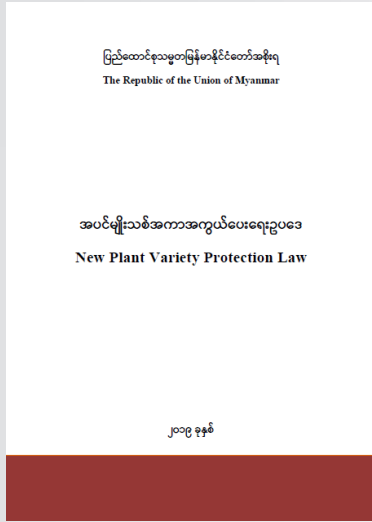 ပြည်ထောင်စုသမ္မတမြန်မာနိုင်ငံတော်အစိုးရ
The Republic of the Union of Myanmar
အပင်မျိုးသစ်အကာအကွယ်ပေးရေးဥပဒေ
New Plant Variety Protection Law
၂၀၁၉ ခုနှစ်